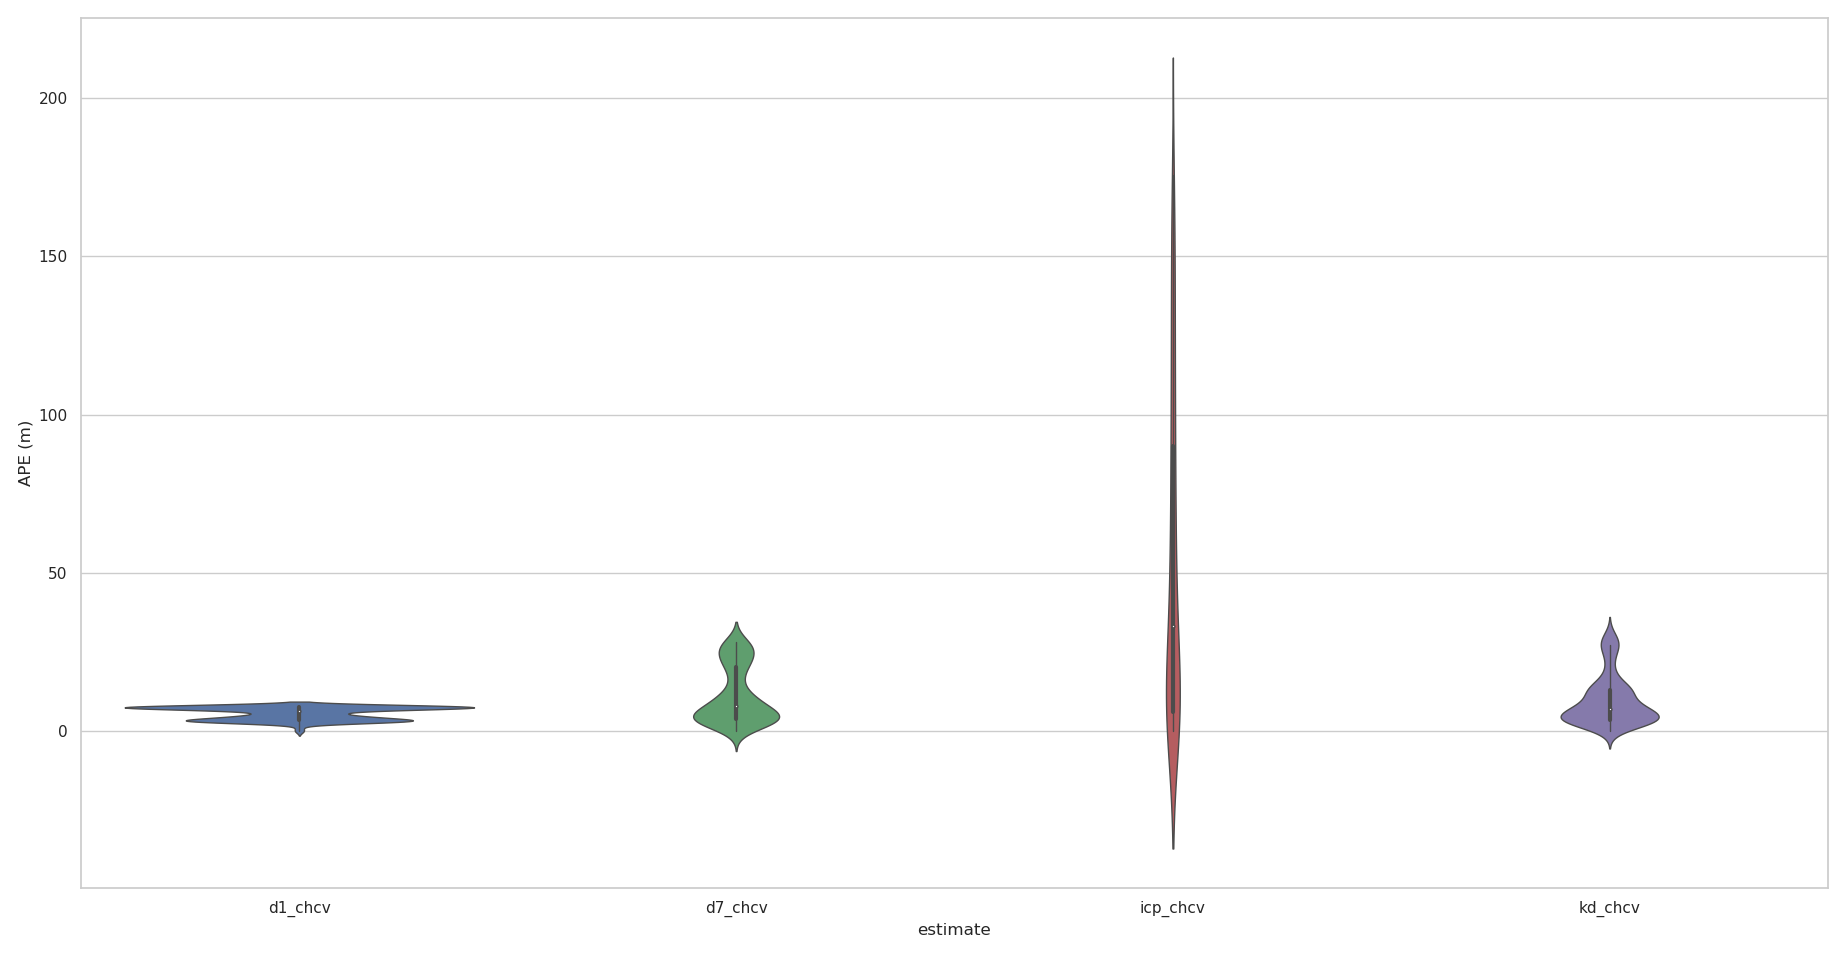 200
150
100
50
0
APE (m)
d1_chcv
d7_chcv
icp_chcv
kd_chcv
estimate